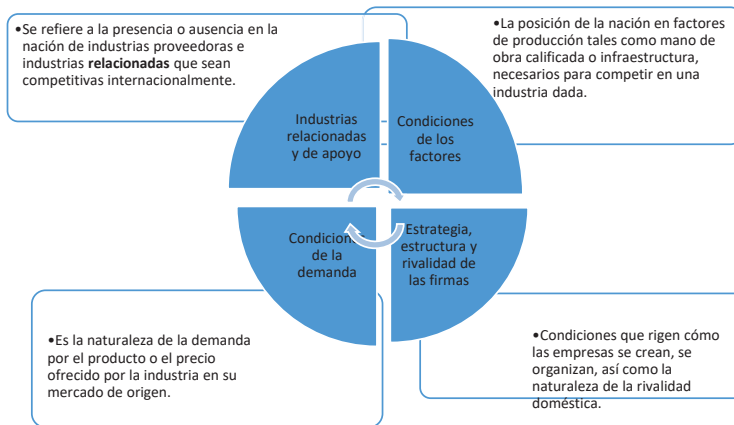 •Se refiere a la presencia o ausencia en la
nación de industrias proveedoras e
industrias relacionadas que sean
competitivas internacionalmente.
•La posición de la nación en factores
de producción tales como mano de
obra calificada o infraestructura,
necesarios para competir en una
industria dada.
Industrias
relacionadas
y de apoyo
Condiciones
de los
factores
Condiciones
de la
demanda
Estrategia,
estructura y
rivalidad de
las firmas
•Es la naturaleza de la demanda
por el producto o el precio
ofrecido por la industria en su
mercado de origen.
•Condiciones que rigen cómo
las empresas se crean, se
organizan, así como la
naturaleza de la rivalidad
doméstica.